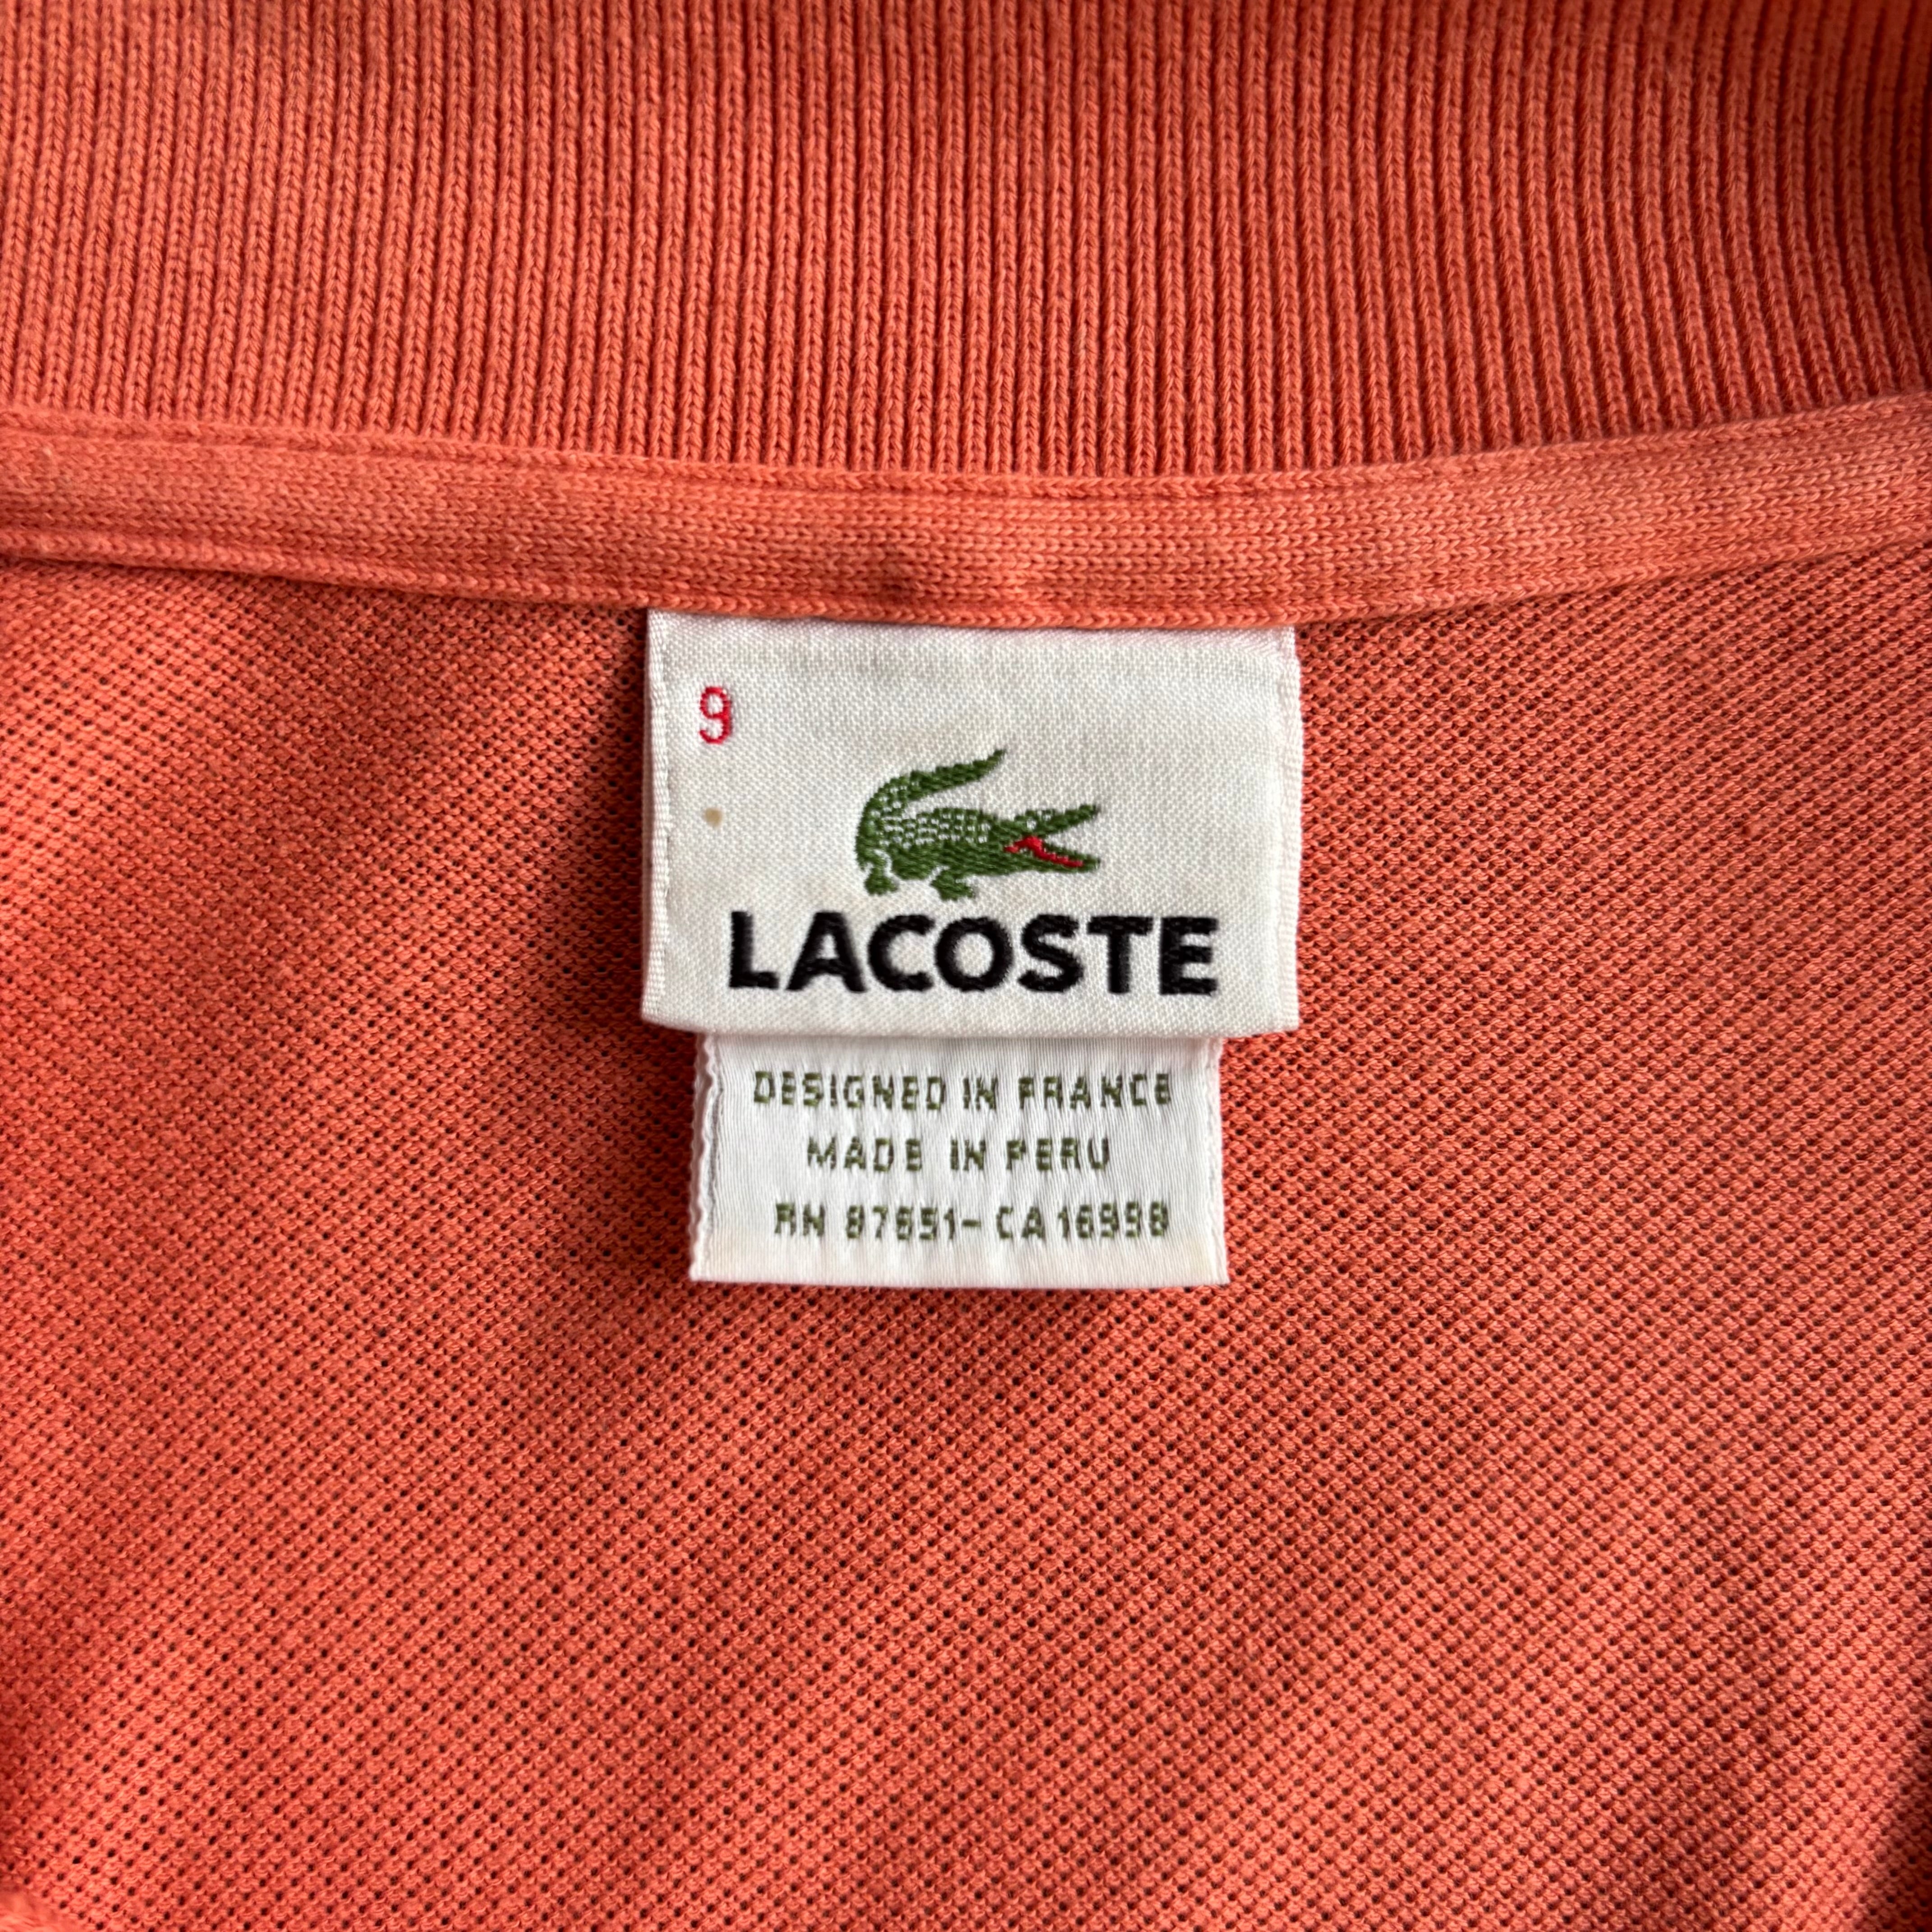 9
LACOSTE
DESIGNED IN FRANCE
MADE IN PERU
RN 87651-CA 16998